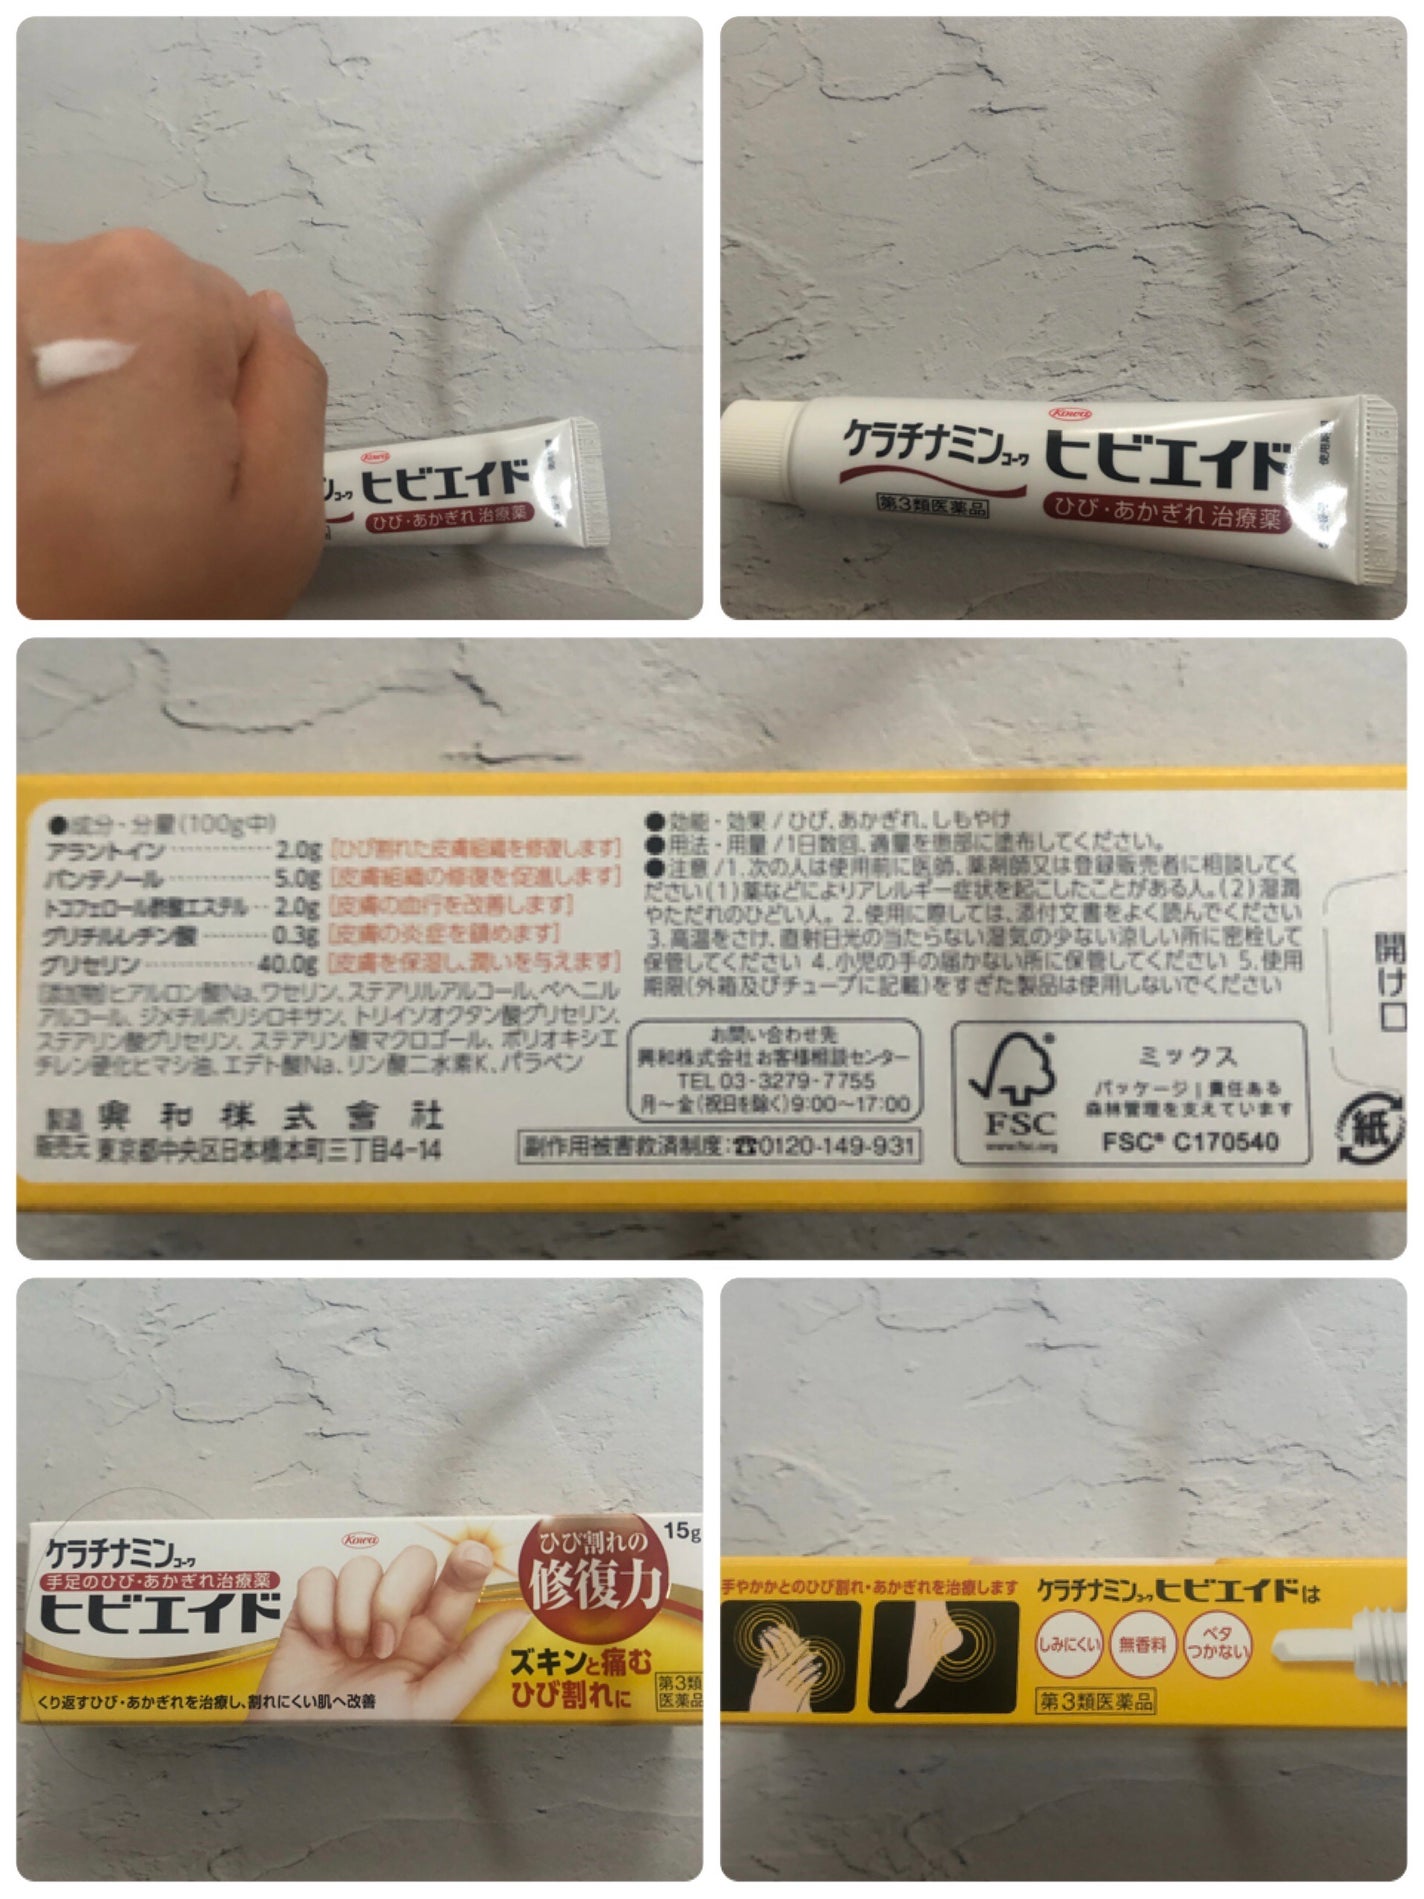 Kowa
ンコーワ ヒビエイド
ひび・あかぎれ 治療薬
Kowa
ケラチナミンコーワ ヒビエイド
第3類医薬品
ひび・あかぎれ 治療薬
使用期限
●成分・分量(100g中)
アラントイン 2.0g [ひび割れた皮膚組織を修復します]
パンテノール 5.0g [皮膚組織の修復を促進します]
トコフェロール酢酸エステル 2.0g [皮膚の血行を改善します]
グリチルレチン酸 0.3g [皮膚の炎症を鎮めます]
グリセリン 40.0g [皮膚を保湿し、潤いを与えます]
[添加物]ヒアルロン酸Na、ワセリン、ステアリルアルコール、ベヘニル
アルコール、ジメチルポリシロキサン、トリイソオクタン酸グリセリン、
ステアリン酸グリセリン、ステアリン酸マクロゴール、ポリオキシエ
チレン硬化ヒマシ油、エデト酸Na、リン酸二水素K、パラベン
製造販売元 興和株式會社
東京都中央区日本橋本町三丁目4-14
●効能・効果/ひび、あかぎれ、しもやけ
●用法・用量/1日数回、適量を患部に塗布してください。
●注意/1.次の人は使用前に医師、薬剤師又は登録販売者に相談してく
ださい(1)薬などによりアレルギー症状を起こしたことがある人。(2)湿潤
やただれのひどい人。2.使用に際しては、添付文書をよく読んでください
3.高温をさけ、直射日光の当たらない湿気の少ない涼しい所に密栓して
保管してください 4.小児の手の届かない所に保管してください 5.使用
期限(外箱及びチューブに記載)をすぎた製品は使用しないでください
お問い合わせ先
興和株式会社 お客様相談センター
TEL 03-3279-7755
月〜金(祝日を除く)9:00〜17:00
副作用被害救済制度:☎0120-149-931
FSC
www.fsc.org
ミックス
パッケージ|責任ある
森林管理を支えています
FSC® C170540
開け口
紙
ケラチナミンコーワ
手足のひび・あかぎれ治療薬
ヒビエイド
Kowa
ひび割れの
修復力
15g
ズキンと痛む
ひび割れに
第3類
医薬品
くり返すひび・あかぎれを治療し、割れにくい肌へ改善
手やかかとのひび割れ・あかぎれを治療します
ケラチナミンコーワ ヒビエイドは
しみにくい
無香料
ベタ
つかない
第3類医薬品